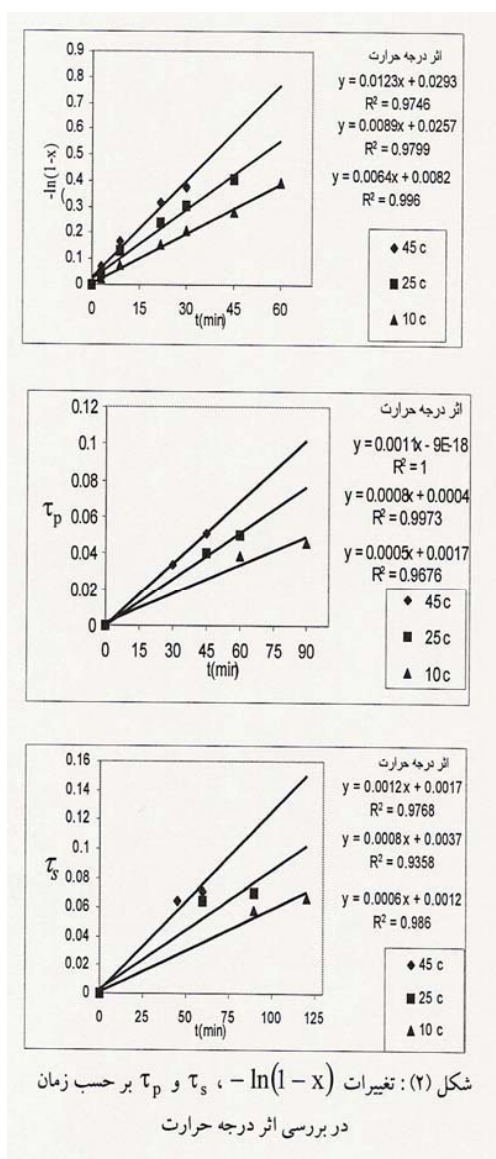 اثر درجه حرارت
y = 0.0123x + 0.0293
R² = 0.9746
y = 0.0089x + 0.0257
R² = 0.9799
y = 0.0064x + 0.0082
R² = 0.996
-ln(1-x)
(
0.9
0.8
0.7
0.6
0.5
0.4
0.3
0.2
0.1
0
0 15 30 45 60
t(min)
45 c
25 c
10 c
اثر درجه حرارت
y = 0.0011x - 9E-18
R² = 1
y = 0.0008x + 0.0004
R² = 0.9973
y = 0.0005x + 0.0017
R² = 0.9676
τp
0.12
0.1
0.08
0.06
0.04
0.02
0
0 15 30 45 60 75 90
t(min)
45 c
25 c
10 c
اثر درجه حرارت
y = 0.0012x + 0.0017
R² = 0.9768
y = 0.0008x + 0.0037
R² = 0.9358
y = 0.0006x + 0.0012
R² = 0.986
τs
0.16
0.14
0.12
0.1
0.08
0.06
0.04
0.02
0
0 25 50 75 100 125
t(min)
45 c
25 c
10 c
شکل (۲): تغییرات −ln(1−x) ، τs و τp بر حسب زمان
در بررسی اثر درجه حرارت